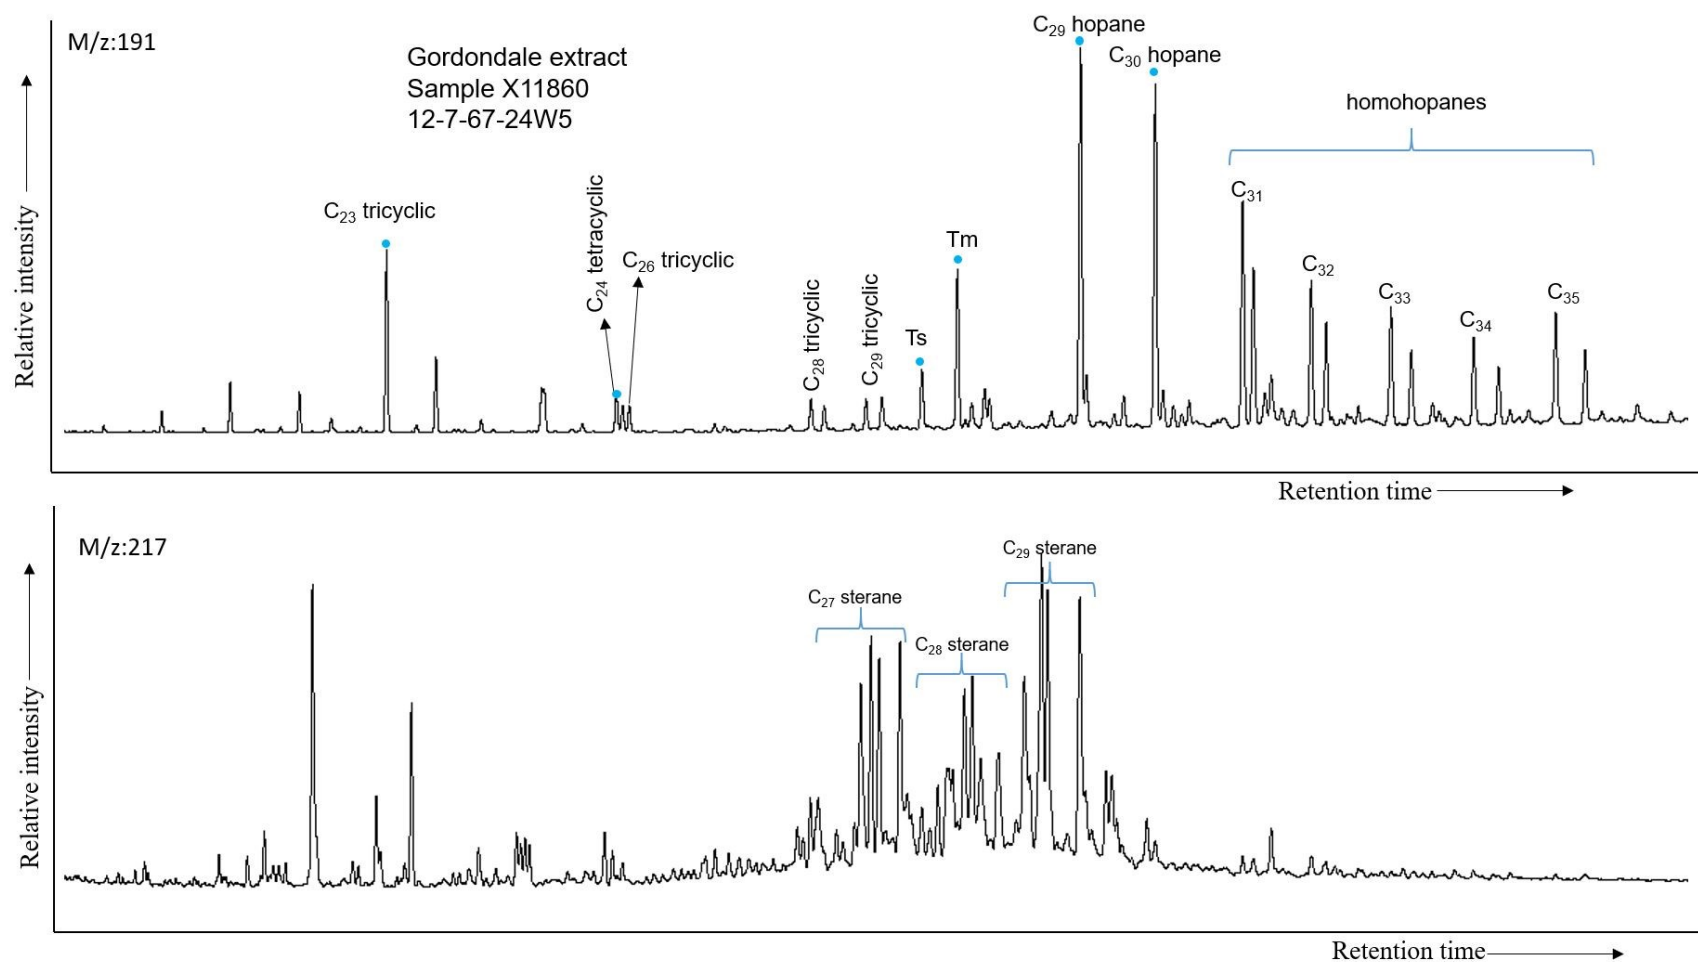 M/z:191
Gordondale extract
Sample X11860
12-7-67-24W5
C₂₉ hopane
C₃₀ hopane
homohopanes
C₂₃ tricyclic
C₂₄ tetracyclic
C₂₆ tricyclic
C₂₈ tricyclic
C₂₉ tricyclic
Ts
Tm
C₃₁
C₃₂
C₃₃
C₃₄
C₃₅
Relative intensity
Retention time
M/z:217
C₂₇ sterane
C₂₈ sterane
C₂₉ sterane
Relative intensity
Retention time